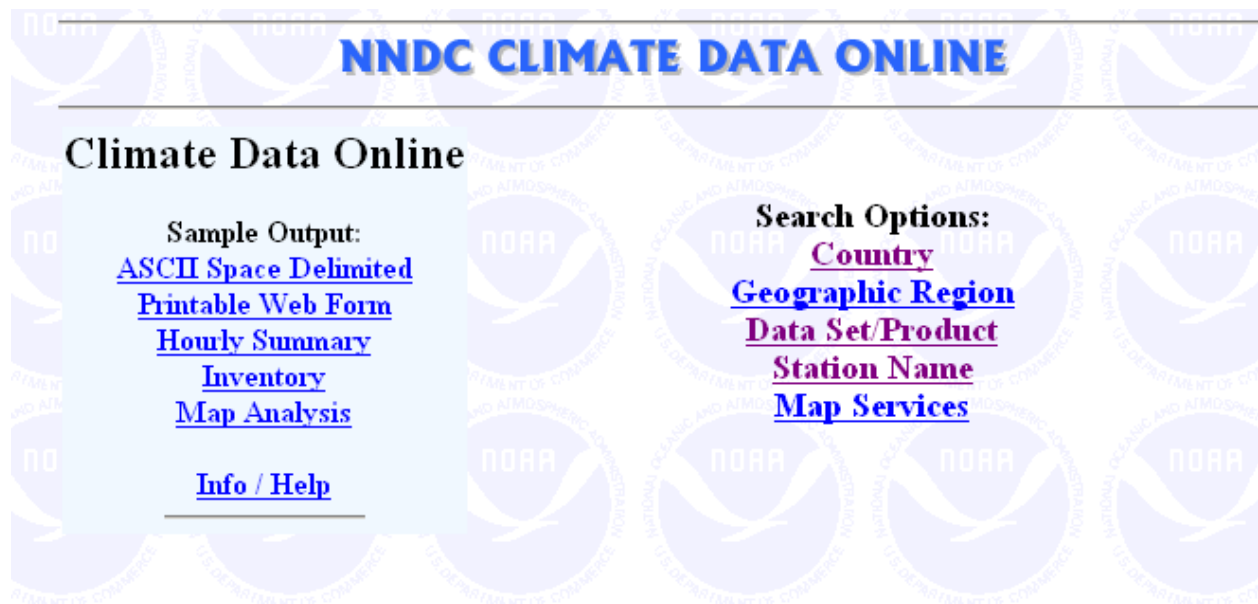 NNDC CLIMATE DATA ONLINE
Climate Data Online
Sample Output:
ASCII Space Delimited
Printable Web Form
Hourly Summary
Inventory
Map Analysis
Info / Help
Search Options:
Country
Geographic Region
Data Set/Product
Station Name
Map Services